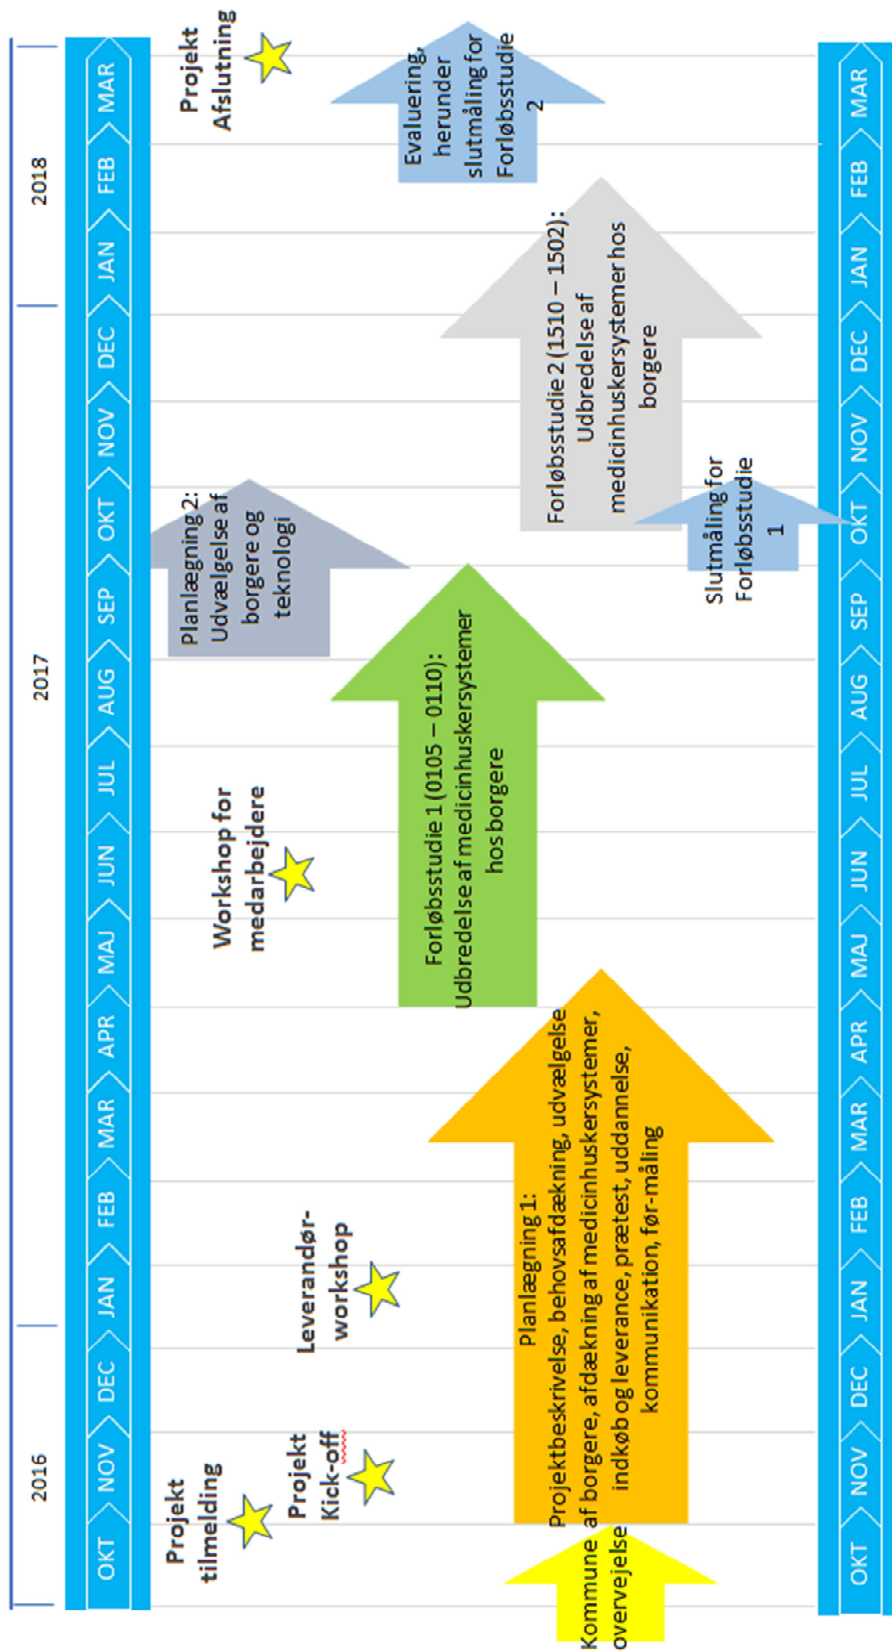 2016
2017
2018
OKT
NOV
DEC
JAN
FEB
MAR
APR
MAJ
JUN
JUL
AUG
SEP
OKT
NOV
DEC
JAN
FEB
MAR
Projekt
tilmelding
Projekt
Kick-off
Leverandør-
workshop
Workshop for
medarbejdere
Planlægning 2:
Udvælgelse af
borgere og
teknologi
Projekt
Afslutning
Forløbsstudie 1 (0105 – 0110):
Udbredelse af medicinhuskersystemer
hos borgere
Evaluering,
herunder
slutmåling for
Forløbsstudie
2
Kommune
overvejelse
Planlægning 1:
Projektbeskrivelse, behovsafdækning, udvælgelse
af borgere, afdækning af medicinhuskersystemer,
indkøb og leverance, prætest, uddannelse,
kommunikation, før-måling
Forløbsstudie 2 (1510 – 1502):
Udbredelse af
medicinhuskersystemer hos
borgere
Slutmåling for
Forløbsstudie
1
OKT
NOV
DEC
JAN
FEB
MAR
APR
MAJ
JUN
JUL
AUG
SEP
OKT
NOV
DEC
JAN
FEB
MAR